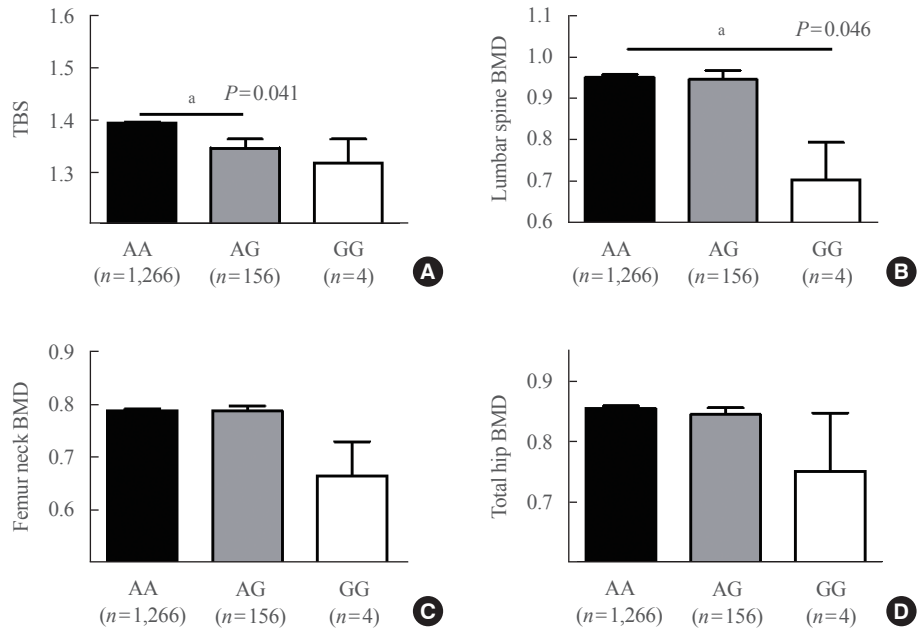 1.6
1.5
1.4
1.3
TBS
a
P=0.041
AA
AG
GG
(n=1,266)
(n=156)
(n=4)
A
1.1
1.0
0.9
0.8
0.7
0.6
Lumbar spine BMD
a
P=0.046
AA
AG
GG
(n=1,266)
(n=156)
(n=4)
B
0.9
0.8
0.7
0.6
Femur neck BMD
AA
AG
GG
(n=1,266)
(n=156)
(n=4)
C
0.9
0.8
0.7
Total hip BMD
AA
AG
GG
(n=1,266)
(n=156)
(n=4)
D